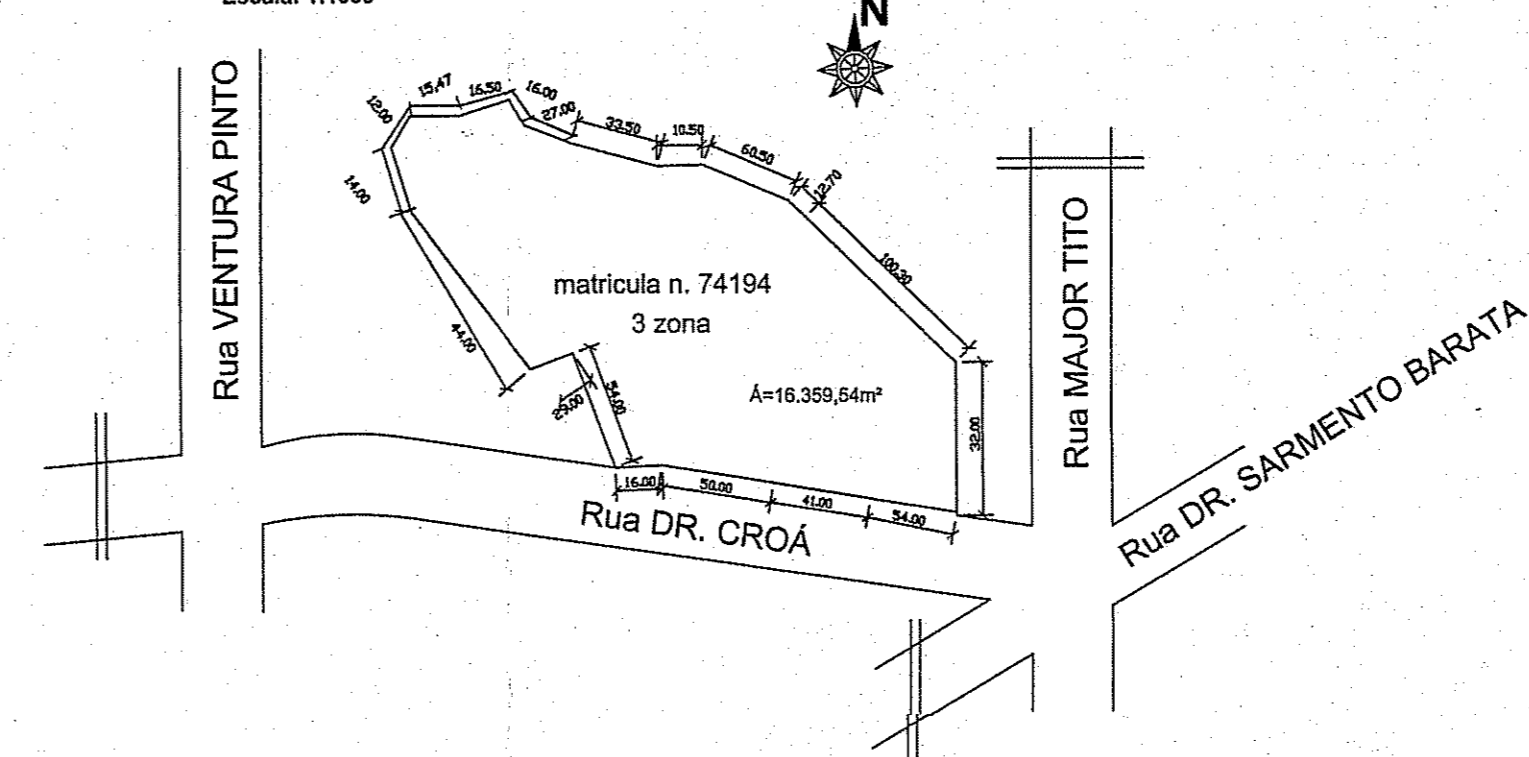 N
Rua VENTURA PINTO
12.00
15.47
16.50
16.00
27.00
33.50
10.50
60.50
12.70
100.30
14.00
44.00
matricula n. 74194
3 zona
Á=16.359,54m²
29.00
54.00
32.00
16.00
50.00
41.00
54.00
Rua DR. CROÁ
Rua MAJOR TITO
Rua DR. SARMENTO BARATA